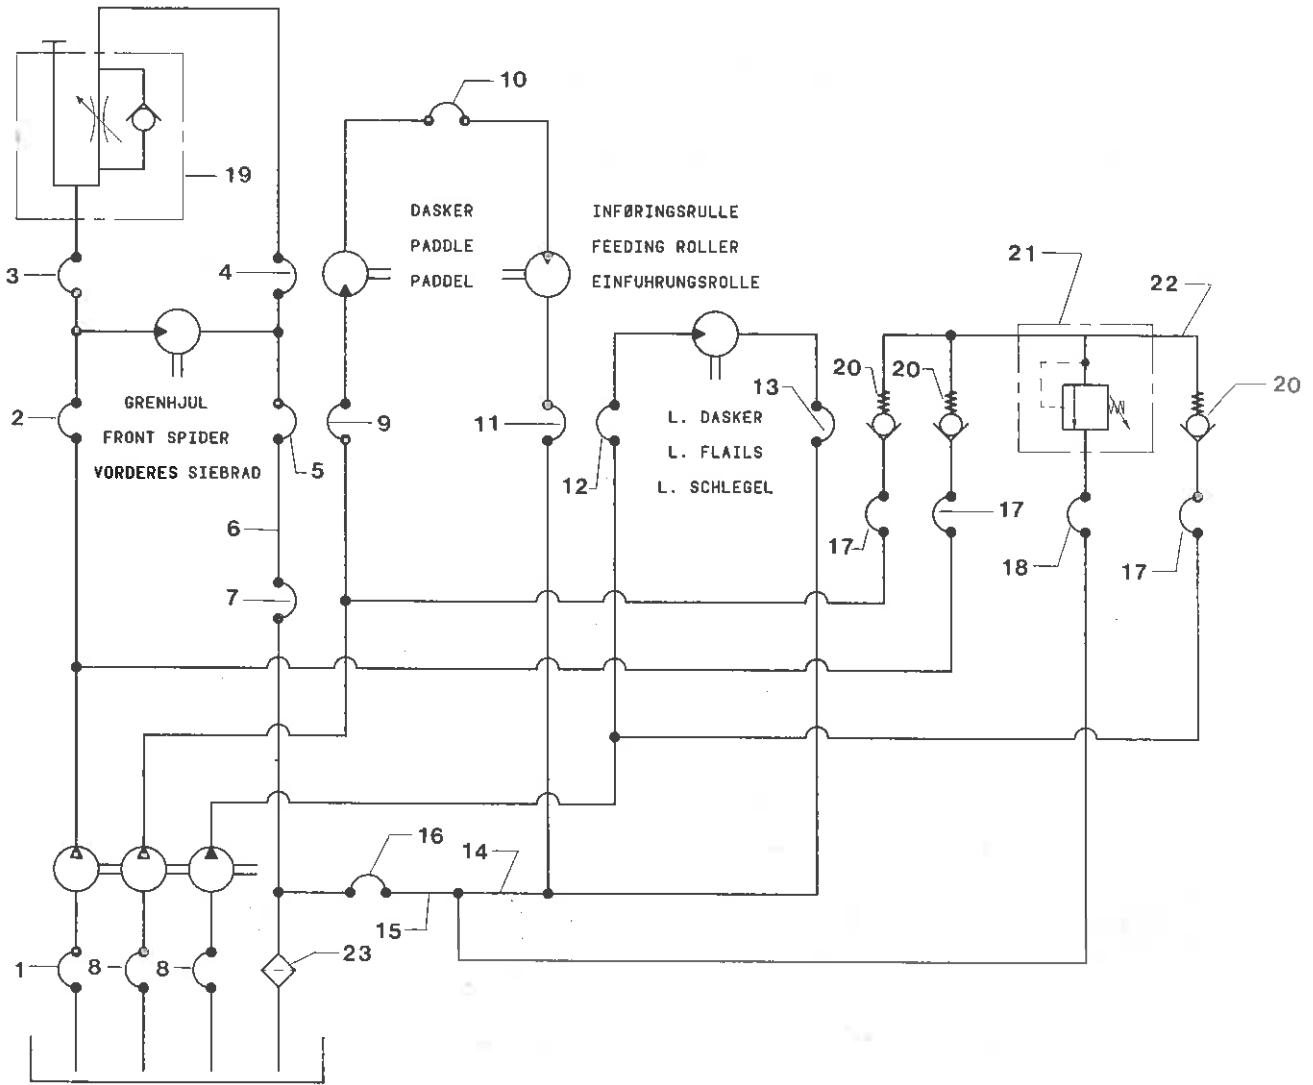 10
19
DASKER
PADDLE
PADDEL
INFØRINGSRULLE
FEEDING ROLLER
EINFUHRUNGSROLLE
21
22
3
4
20
20
20
13
GRENHJUL
FRONT SPIDER
VORDERES SIEBRAD
2
5
9
11
12
L. DASKER
L. FLAILS
L. SCHLEGEL
6
17
17
18
17
7
16
14
15
1
8
8
23